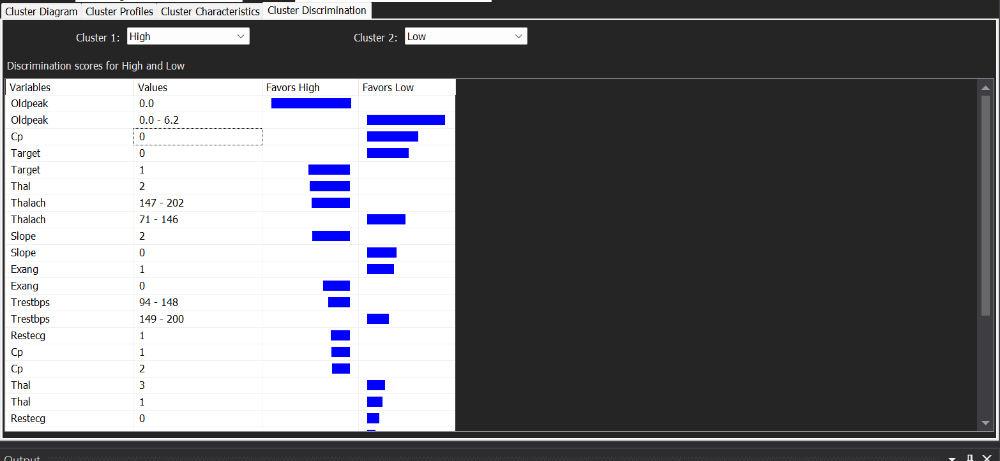 Cluster Diagram Cluster Profiles Cluster Characteristics Cluster Discrimination
Cluster 1: High Cluster 2: Low
Discrimination scores for High and Low
Variables Values Favors High Favors Low
Oldpeak 0.0
Oldpeak 0.0 - 6.2
Cp 0
Target 0
Target 1
Thal 2
Thalach 147 - 202
Thalach 71 - 146
Slope 2
Slope 0
Exang 1
Exang 0
Trestbps 94 - 148
Trestbps 149 - 200
Restecg 1
Cp 1
Cp 2
Thal 3
Thal 1
Restecg 0
Output